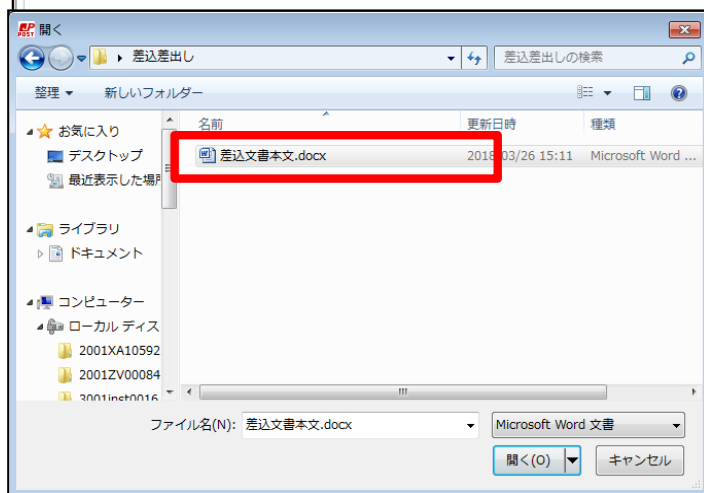 POST 開く
差込差出し 差込差出しの検索
整理 新しいフォルダー
名前 更新日時 種類
お気に入り
差込文書本文.docx 2018/03/26 15:11 Microsoft Word ...
デスクトップ
最近表示した場所
ライブラリ
ドキュメント
コンピューター
ローカル ディス
2001XA10592
2001ZV00084
3001inst0016
ファイル名(N): 差込文書本文.docx Microsoft Word 文書
開く(O) キャンセル